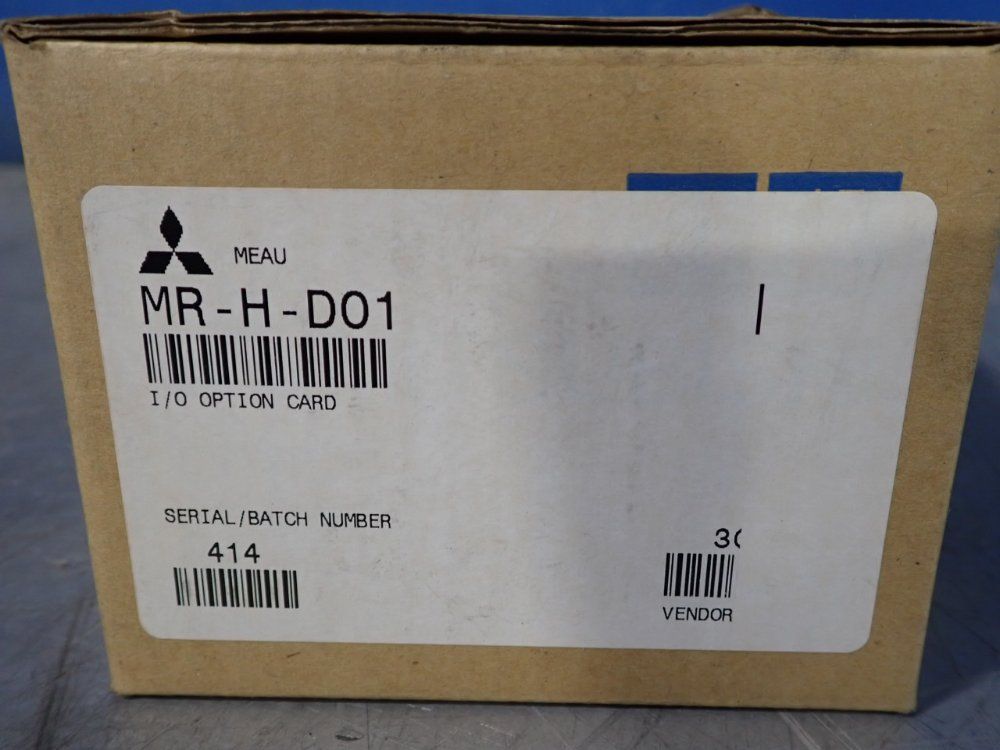 MEAU
MR-H-D01
I/O OPTION CARD
SERIAL/BATCH NUMBER
414
VENDOR